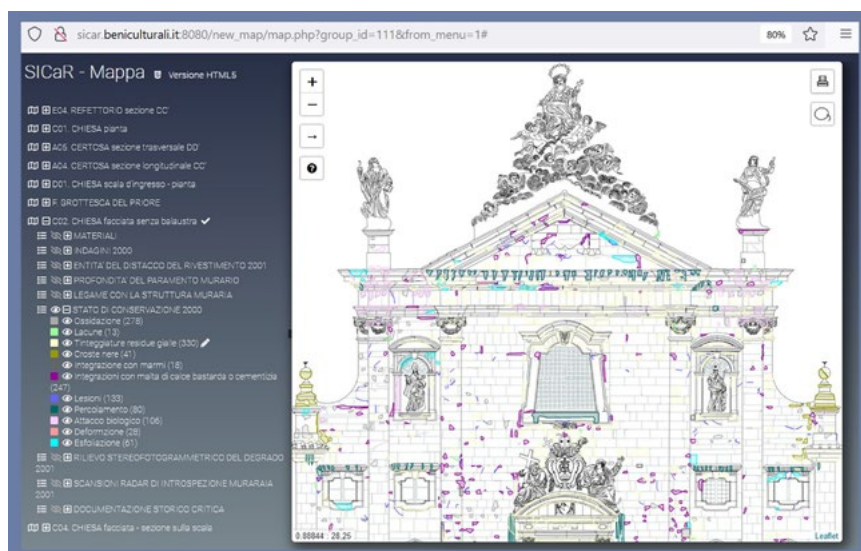 sicar.beniculturali.it:8080/new_map/map.php?group_id=111&from_menu=1#
80%
SICaR - Mappa Versione HTML5
E04. REFETTORIO sezione CC'
C01. CHIESA pianta
A05. CERTOSA sezione trasversale DD'
A04. CERTOSA sezione longitudinale CC'
D01. CHIESA scala d'ingresso - pianta
F. GROTTESCA DEL PRIORE
C02. CHIESA facciata senza balaustra
MATERIALI
INDAGINI 2000
ENTITA' DEL DISTACCO DEL RIVESTIMENTO 2001
PROFONDITA' DEL PARAMENTO MURARIO
LEGAME CON LA STRUTTURA MURARIA
STATO DI CONSERVAZIONE 2000
Ossidazione (278)
Lacune (13)
Tinteggiature residue gialle (330)
Croste nere (41)
Integrazione con marmi (18)
Integrazioni con malta di calce bastarda o cementizia
(247)
Lesioni (133)
Percolamento (80)
Attacco biologico (106)
Deformzione (28)
Esfoliazione (61)
RILIEVO STEREOFOTOGRAMMETRICO DEL DEGRADO
2001
SCANSIONI RADAR DI INTROSPEZIONE MURARAIA
2001
DOCUMENTAZIONE STORICO CRITICA
C04. CHIESA facciata - sezione sulla scala
+
−
→
?
0.88844 : 28.25
Leaflet